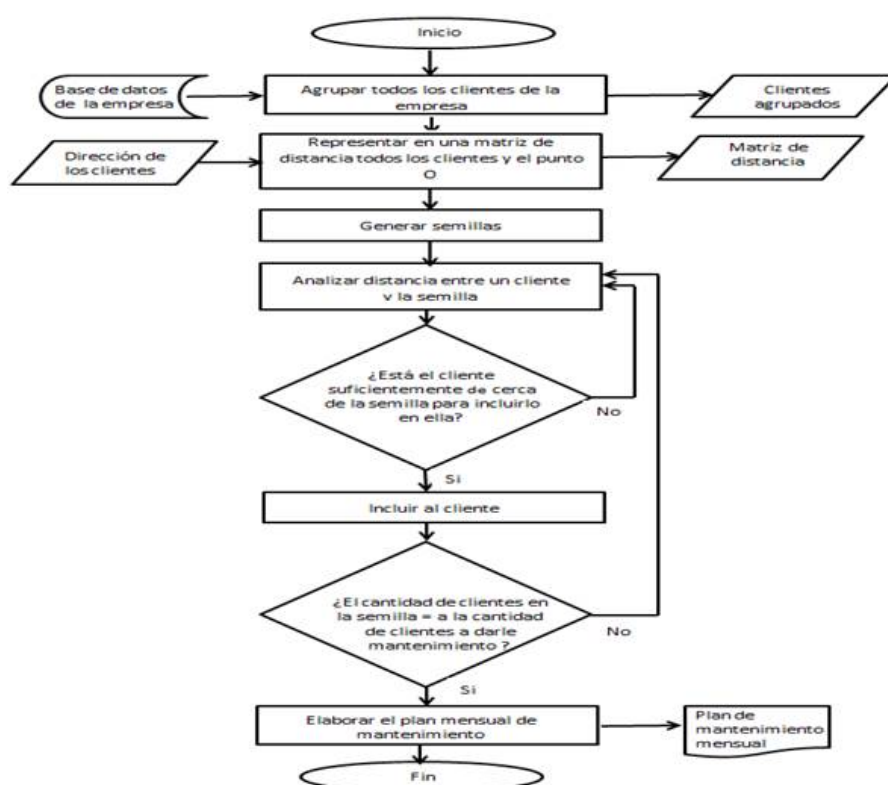 Inicio
Base de datos
de la empresa
Agrupar todos los clientes de la
empresa
Clientes
agrupados
Dirección de
los clientes
Representar en una matriz de
distancia todos los clientes y el punto
O
Matriz de
distancia
Generar semillas
Analizar distancia entre un cliente
y la semilla
¿Está el cliente
suficientemente de cerca
de la semilla para incluirlo
en ella?
No
Si
Incluir al cliente
¿El cantidad de clientes en
la semilla = a la cantidad
de clientes a darle
mantenimiento ?
No
Si
Elaborar el plan mensual de
mantenimiento
Plan de
mantenimiento
mensual
Fin